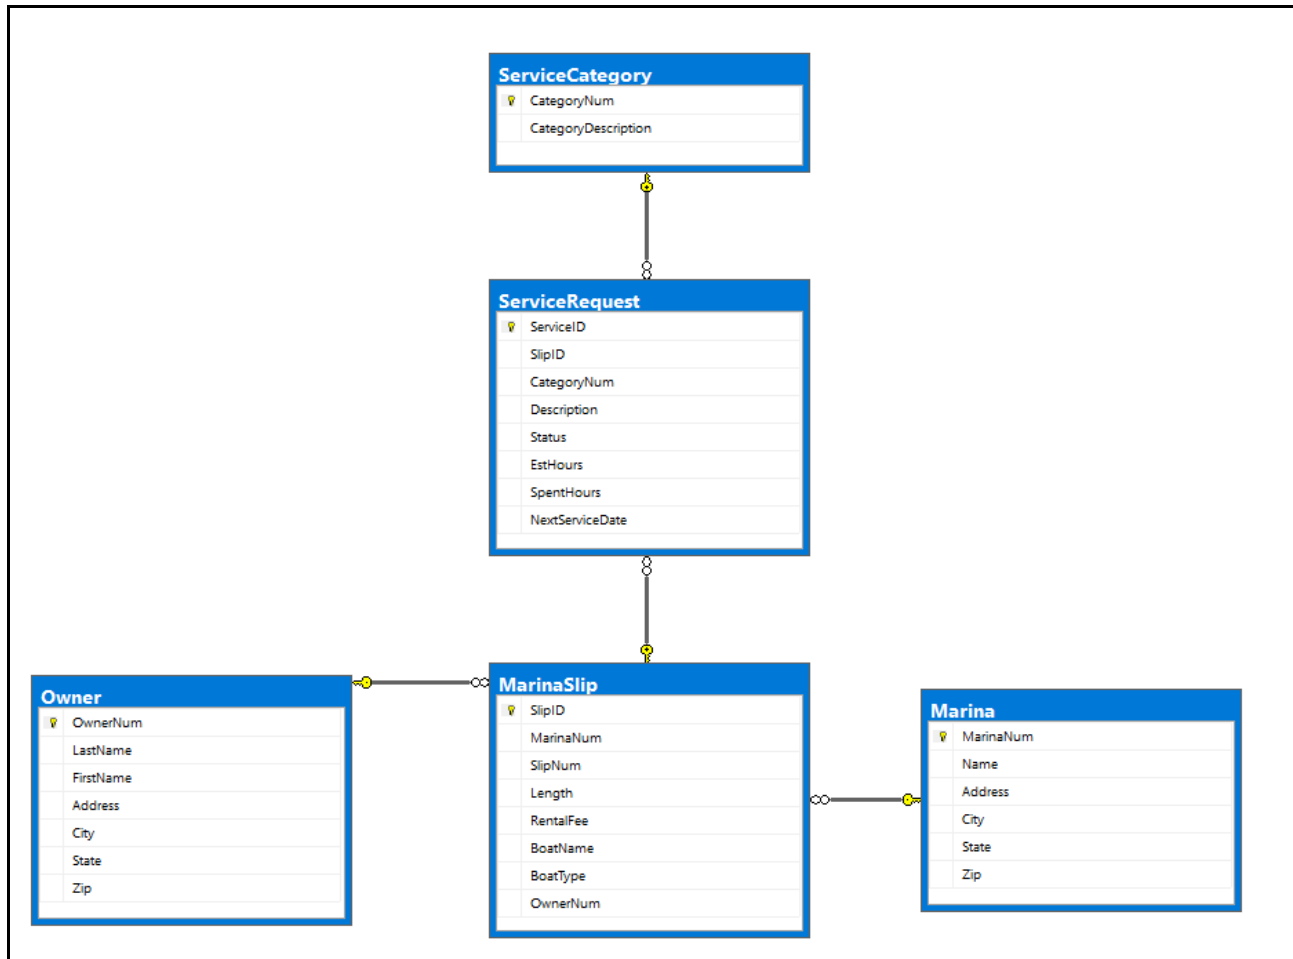 ServiceCategory
CategoryNum
CategoryDescription
ServiceRequest
ServiceID
SlipID
CategoryNum
Description
Status
EstHours
SpentHours
NextServiceDate
Owner
OwnerNum
LastName
FirstName
Address
City
State
Zip
MarinaSlip
SlipID
MarinaNum
SlipNum
Length
RentalFee
BoatName
BoatType
OwnerNum
Marina
MarinaNum
Name
Address
City
State
Zip